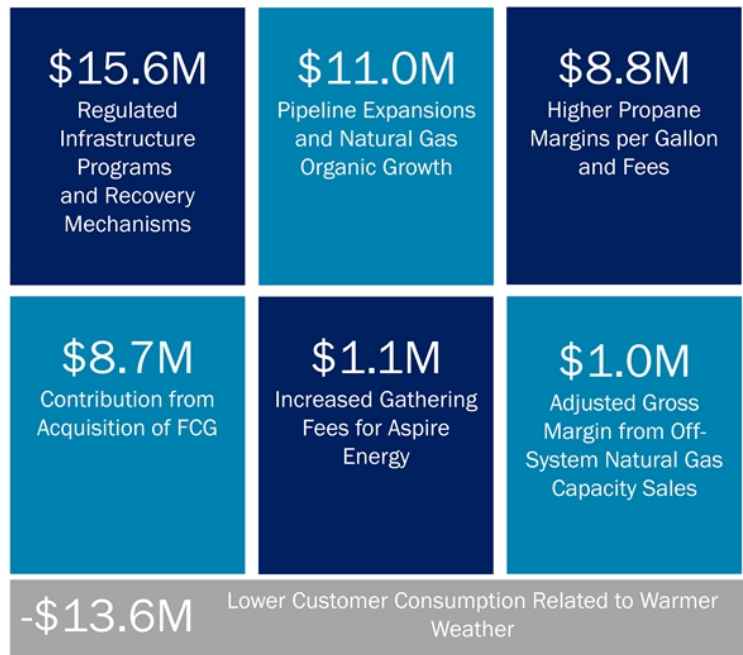 $15.6M
Regulated
Infrastructure
Programs
and Recovery
Mechanisms
$11.0M
Pipeline Expansions
and Natural Gas
Organic Growth
$8.8M
Higher Propane
Margins per Gallon
and Fees
$8.7M
Contribution from
Acquisition of FCG
$1.1M
Increased Gathering
Fees for Aspire
Energy
$1.0M
Adjusted Gross
Margin from Off-
System Natural Gas
Capacity Sales
-$13.6M
Lower Customer Consumption Related to Warmer
Weather